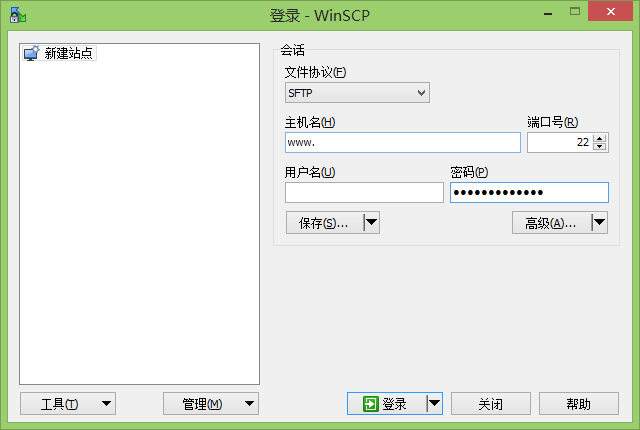 登录 - WinSCP
新建站点
会话
文件协议(F)
SFTP
主机名(H) 端口号(R)
www. 22
用户名(U) 密码(P)
●●●●●●●●●●●●●
保存(S)... 高级(A)...
工具(T) 管理(M) 登录 关闭 帮助